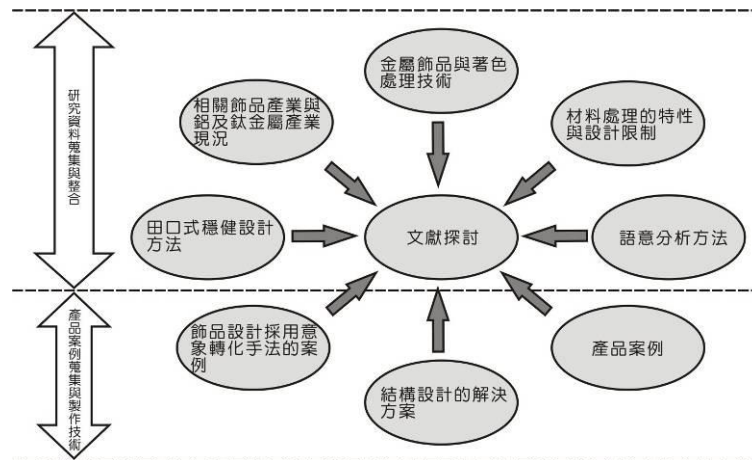 研究資料蒐集與整合
金屬飾品與著色
處理技術
相關飾品產業與
鋁及鈦金屬產業
現況
材料處理的特性
與設計限制
田口式穩健設計
方法
文獻探討
語意分析方法
產品案例蒐集與製作技術
飾品設計採用意
象轉化手法的案
例
結構設計的解決
方案
產品案例